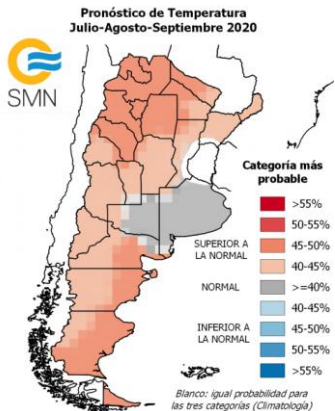 Pronóstico de Temperatura
Julio-Agosto-Septiembre 2020
SMN
Categoría más
probable
>55%
50-55%
45-50%
SUPERIOR A
LA NORMAL
40-45%
NORMAL
>=40%
40-45%
INFERIOR A
LA NORMAL
45-50%
50-55%
>55%
Blanco: igual probabilidad para
las tres categorías (Climatología)